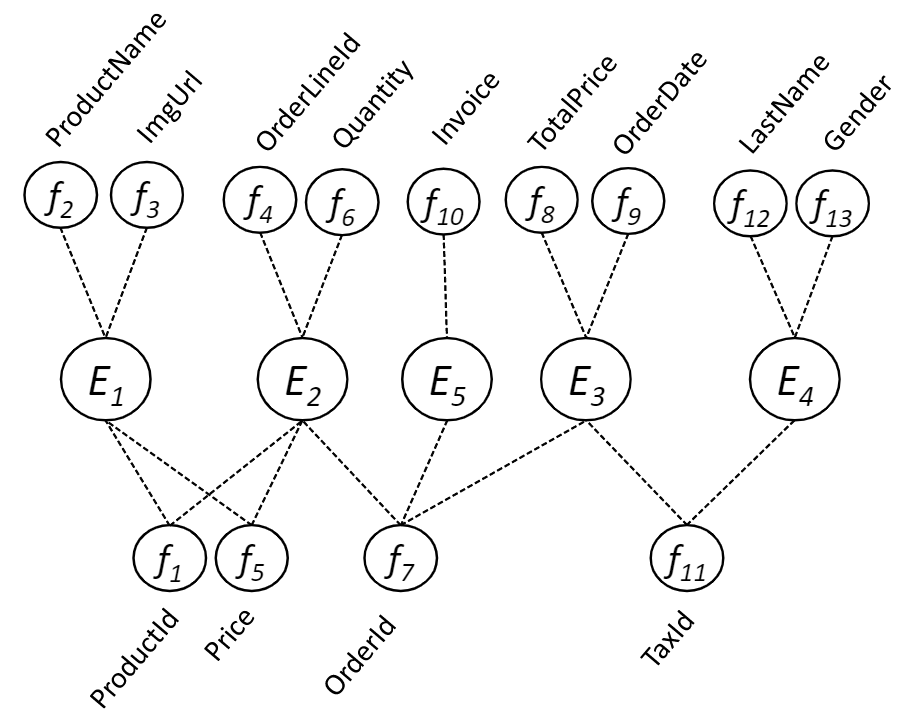 ProductName
ImgUrl
OrderLineId
Quantity
Invoice
TotalPrice
OrderDate
LastName
Gender
f2
f3
f4
f6
f10
f8
f9
f12
f13
E1
E2
E5
E3
E4
f1
f5
f7
f11
ProductId
Price
OrderId
TaxId